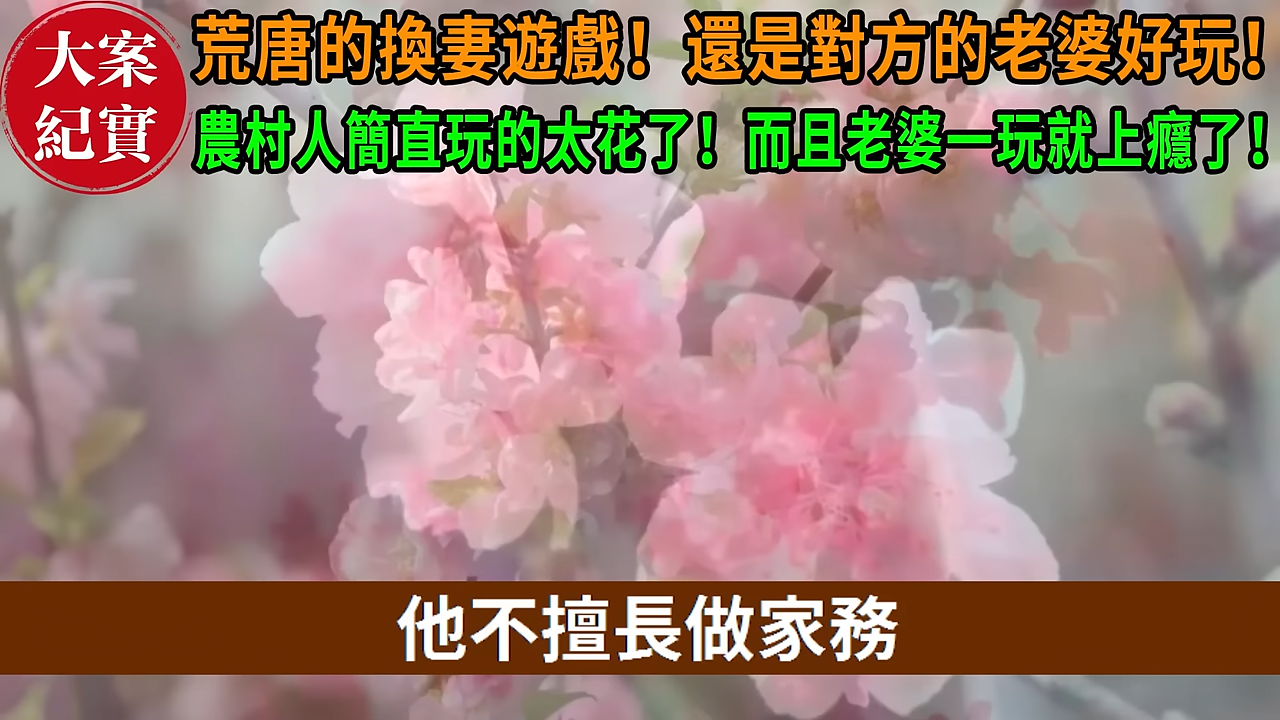 大案
紀實
荒唐的換妻遊戲！還是對方的老婆好玩！
農村人簡直玩的太花了！而且老婆一玩就上癮了！
他不擅長做家務